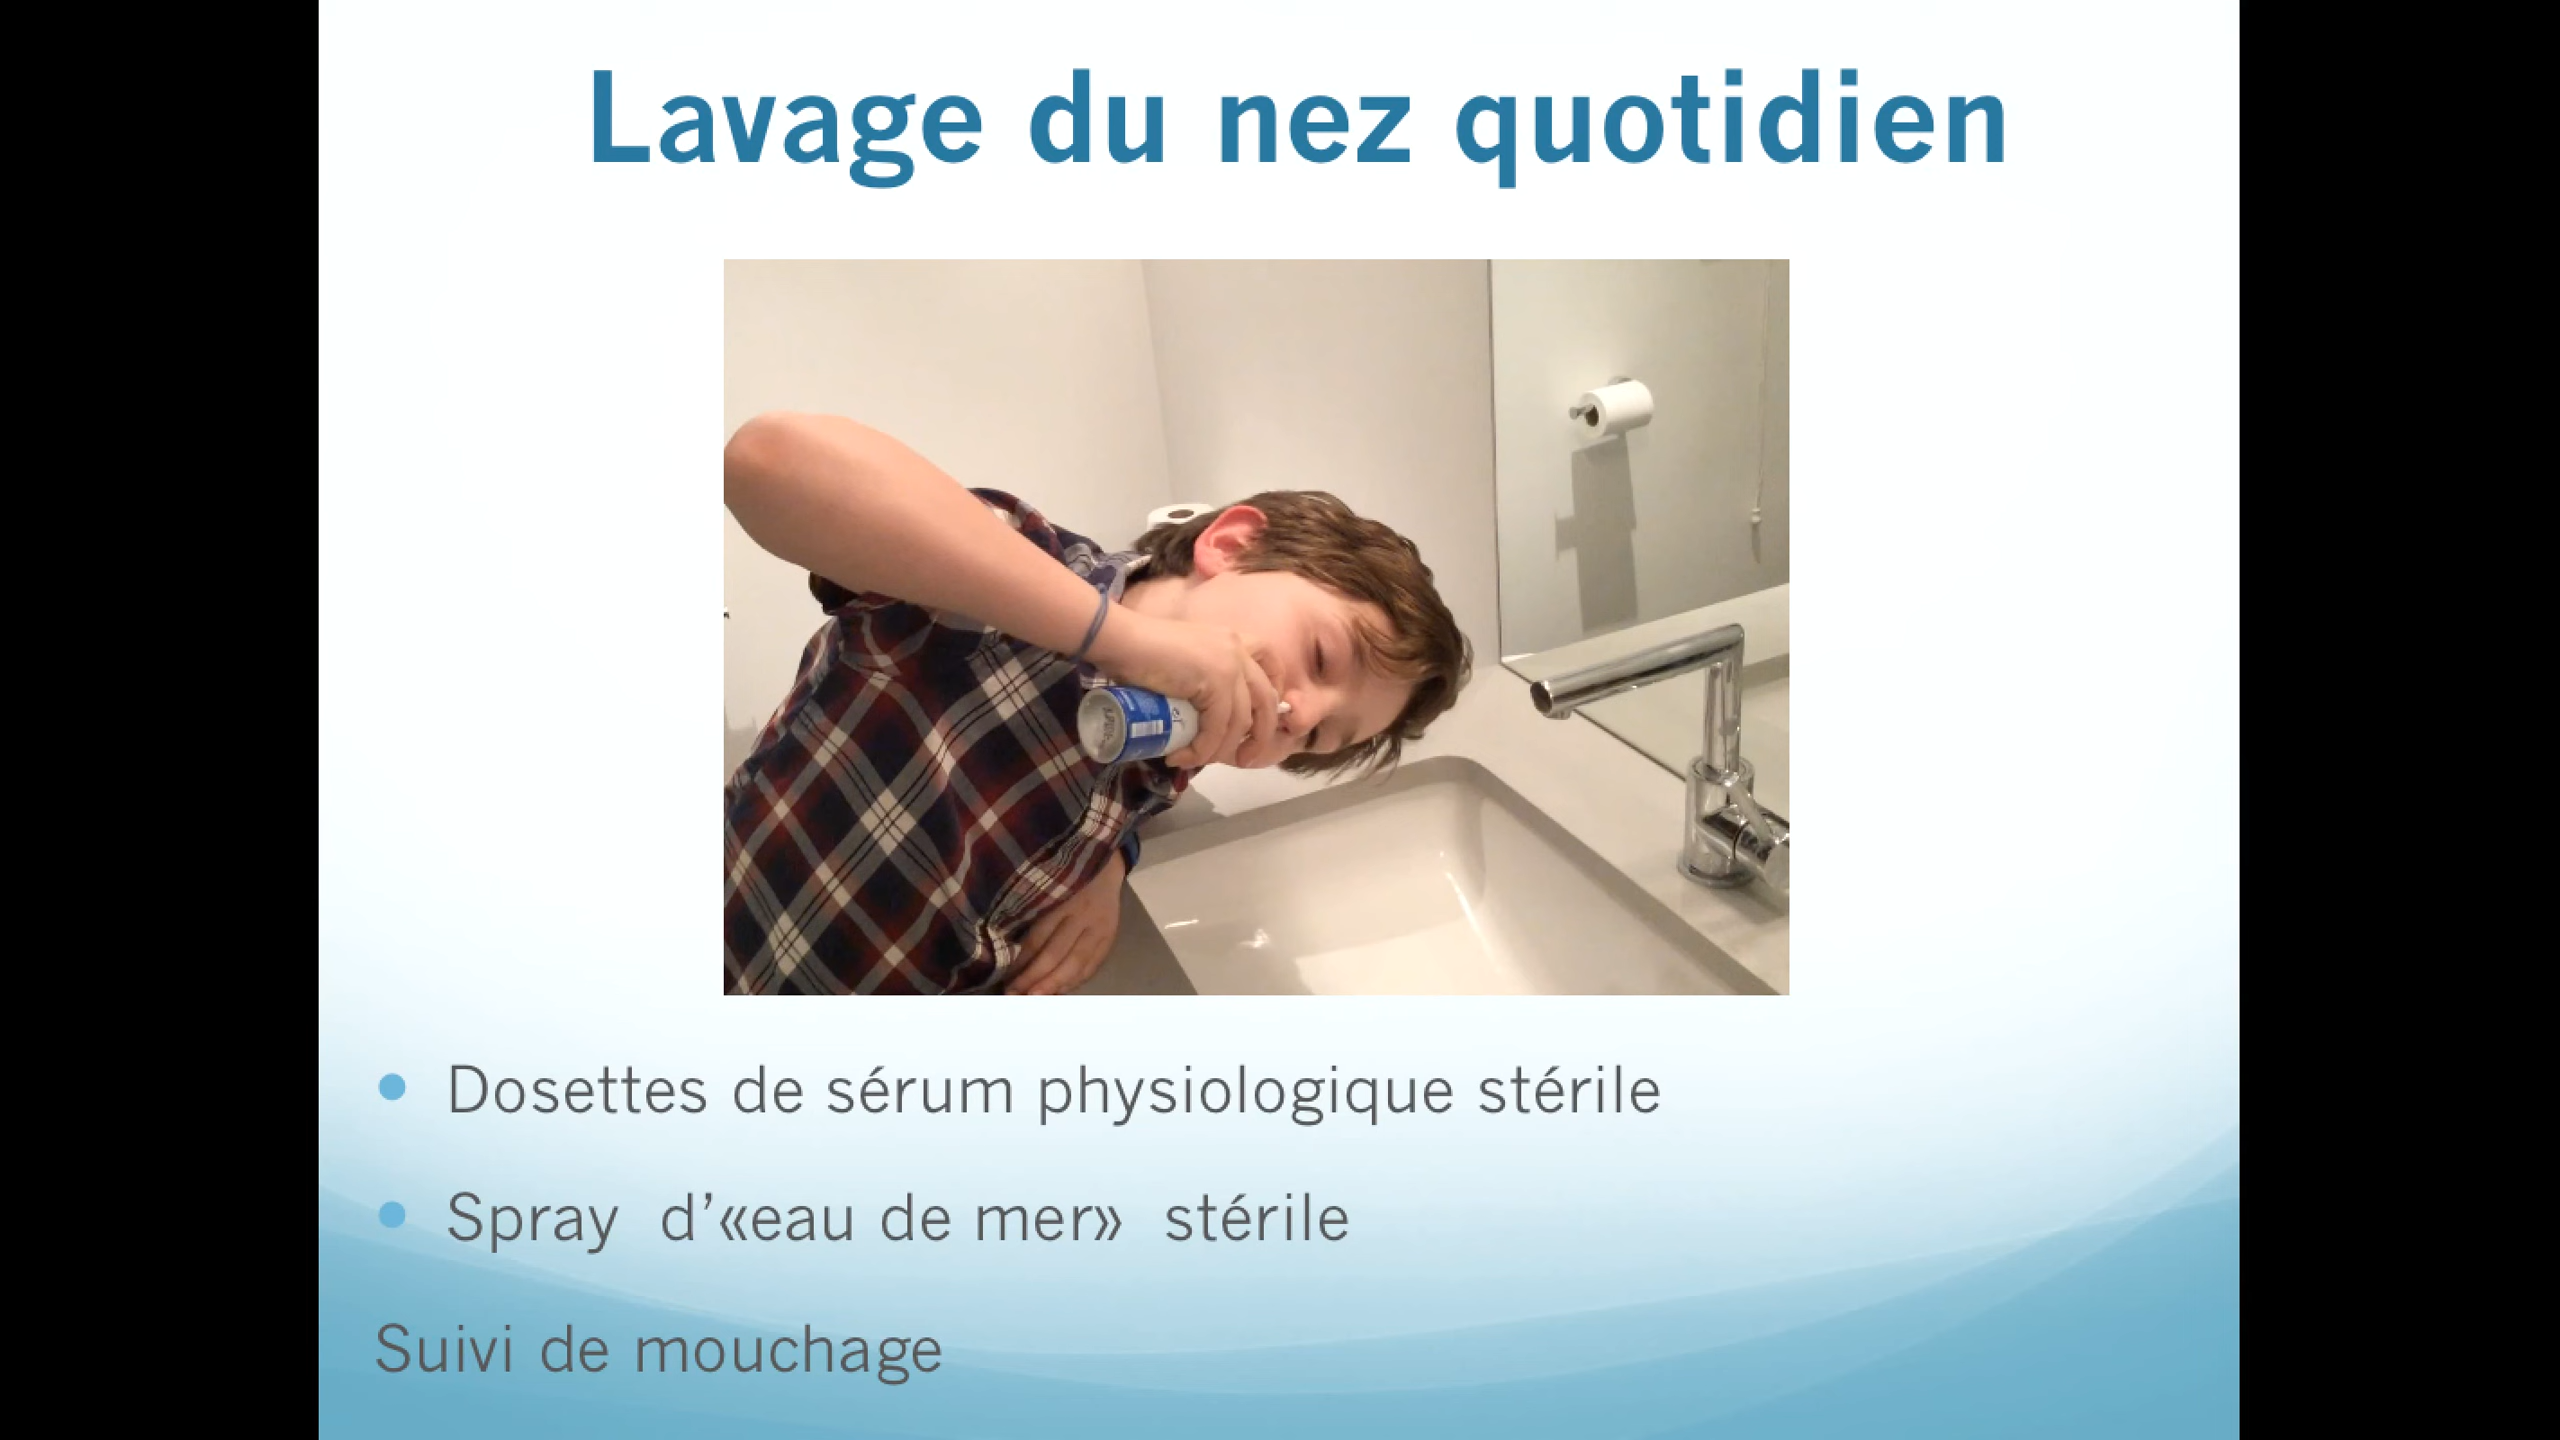 Lavage du nez quotidien
• Dosettes de sérum physiologique stérile
• Spray d’«eau de mer» stérile
Suivi de mouchage